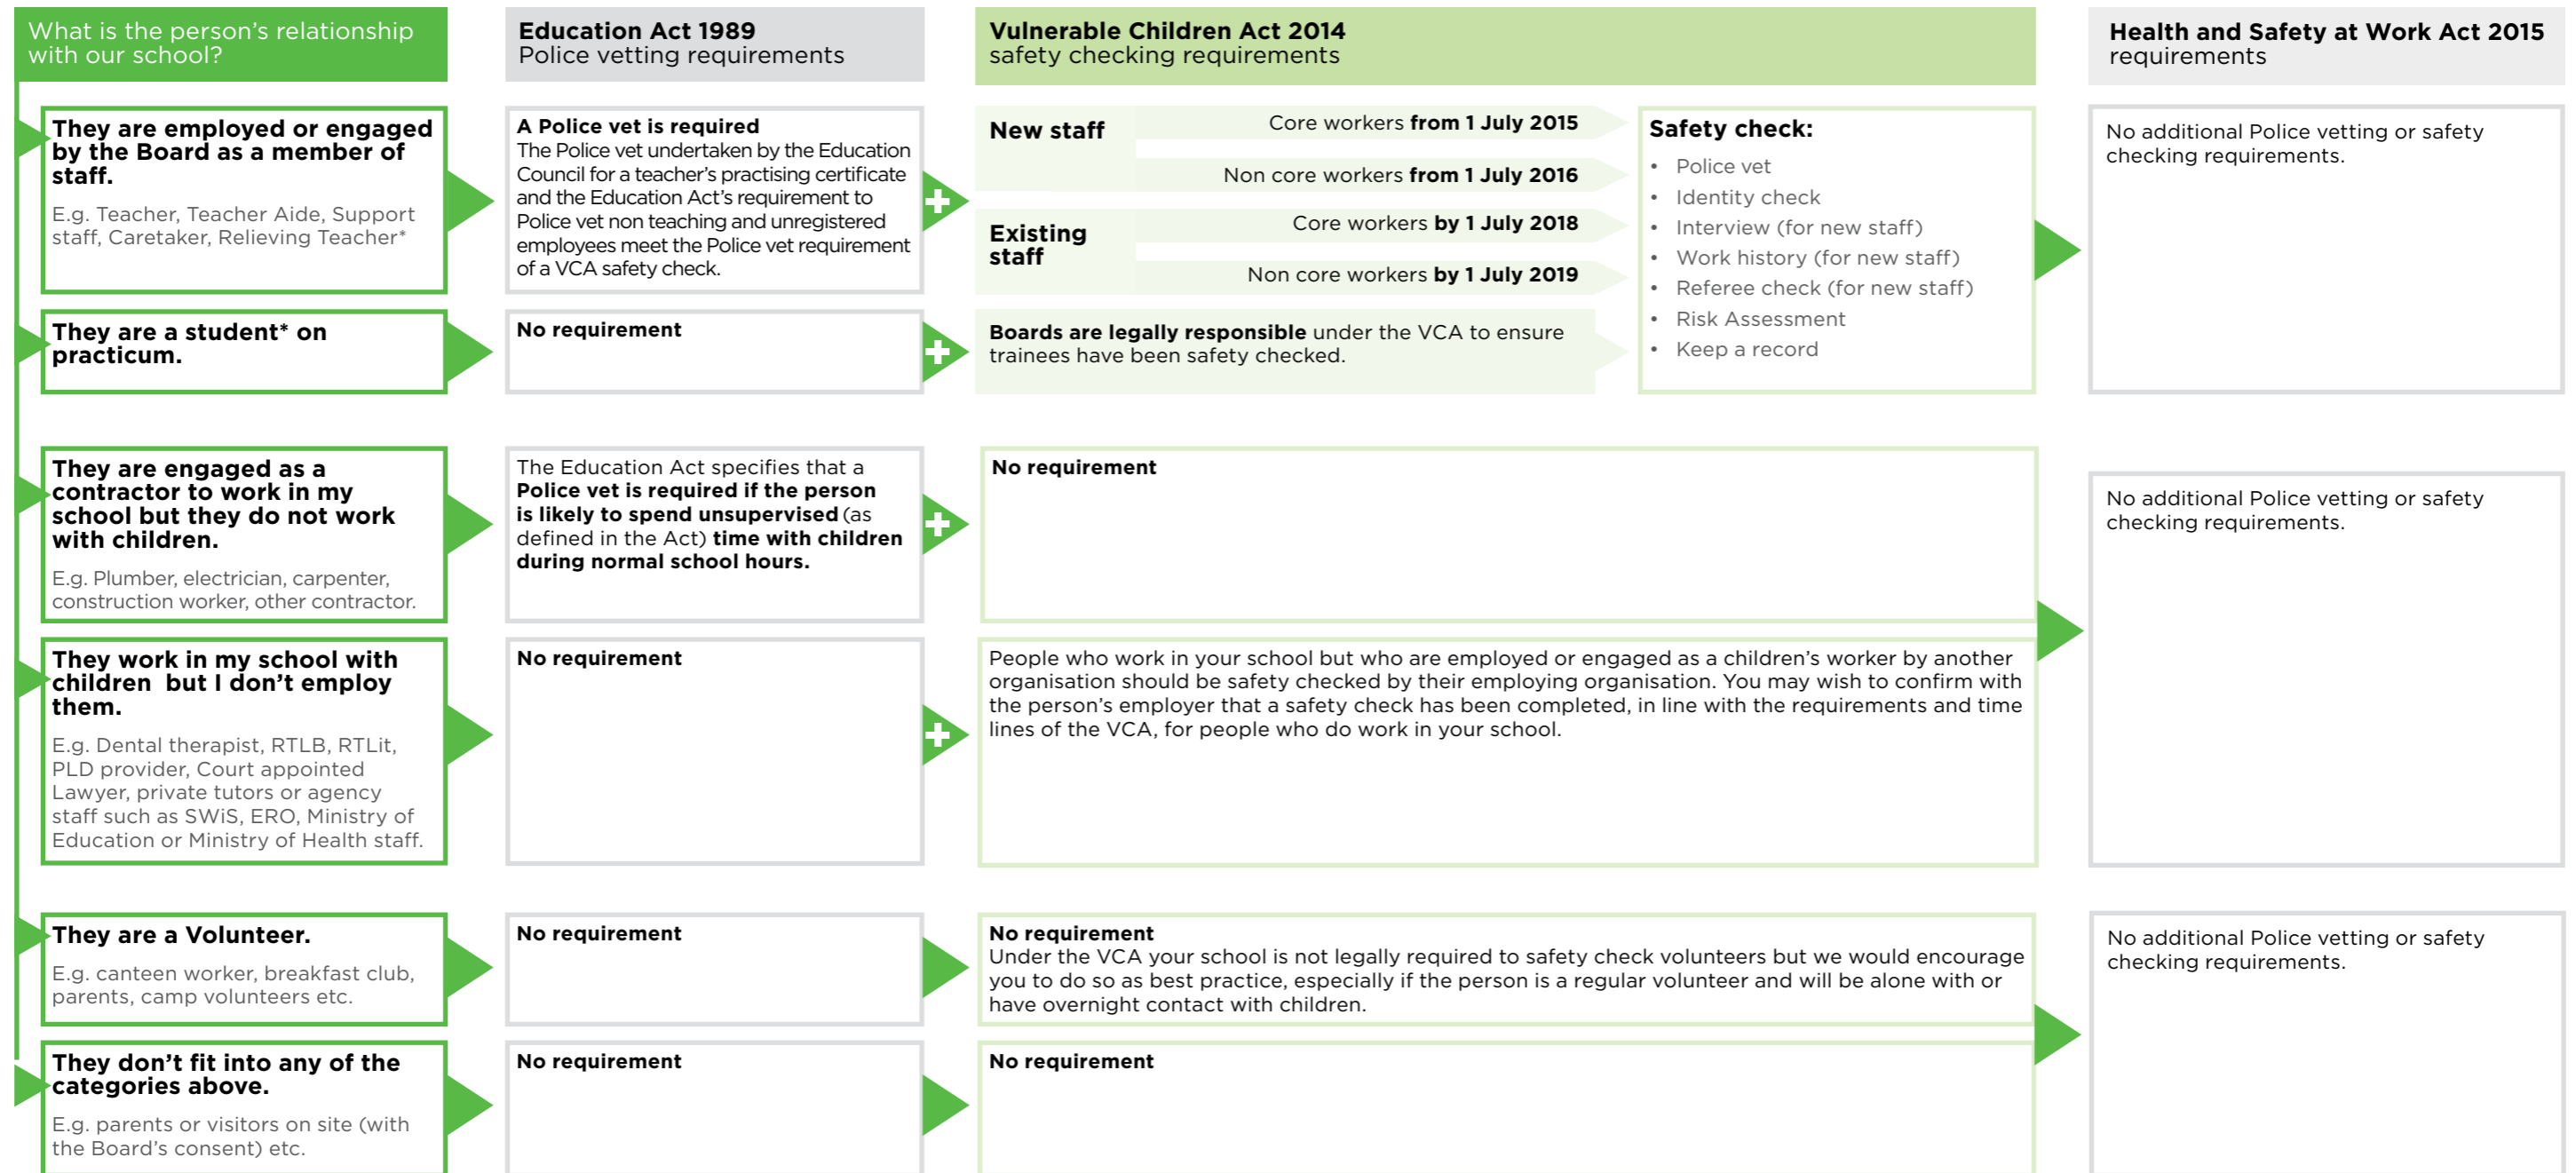 What is the person's relationship
with our school?
Education Act 1989
Police vetting requirements
Vulnerable Children Act 2014
safety checking requirements
Health and Safety at Work Act 2015
requirements
They are employed or engaged
by the Board as a member of
staff.
E.g. Teacher, Teacher Aide, Support
staff, Caretaker, Relieving Teacher*
A Police vet is required
The Police vet undertaken by the Education
Council for a teacher's practising certificate
and the Education Act's requirement to
Police vet non teaching and unregistered
employees meet the Police vet requirement
of a VCA safety check.
New staff
Core workers from 1 July 2015
Non core workers from 1 July 2016
Existing
staff
Core workers by 1 July 2018
Non core workers by 1 July 2019
Safety check:
• Police vet
• Identity check
• Interview (for new staff)
• Work history (for new staff)
• Referee check (for new staff)
• Risk Assessment
• Keep a record
No additional Police vetting or safety
checking requirements.
They are a student* on
practicum.
No requirement
Boards are legally responsible under the VCA to ensure
trainees have been safety checked.
They are engaged as a
contractor to work in my
school but they do not work
with children.
E.g. Plumber, electrician, carpenter,
construction worker, other contractor.
The Education Act specifies that a
Police vet is required if the person
is likely to spend unsupervised (as
defined in the Act) time with children
during normal school hours.
No requirement
No additional Police vetting or safety
checking requirements.
They work in my school with
children but I don't employ
them.
E.g. Dental therapist, RTLB, RTLit,
PLD provider, Court appointed
Lawyer, private tutors or agency
staff such as SWiS, ERO, Ministry of
Education or Ministry of Health staff.
No requirement
People who work in your school but who are employed or engaged as a children's worker by another
organisation should be safety checked by their employing organisation. You may wish to confirm with
the person's employer that a safety check has been completed, in line with the requirements and time
lines of the VCA, for people who do work in your school.
They are a Volunteer.
E.g. canteen worker, breakfast club,
parents, camp volunteers etc.
No requirement
No requirement
Under the VCA your school is not legally required to safety check volunteers but we would encourage
you to do so as best practice, especially if the person is a regular volunteer and will be alone with or
have overnight contact with children.
No additional Police vetting or safety
checking requirements.
They don't fit into any of the
categories above.
E.g. parents or visitors on site (with
the Board's consent) etc.
No requirement
No requirement